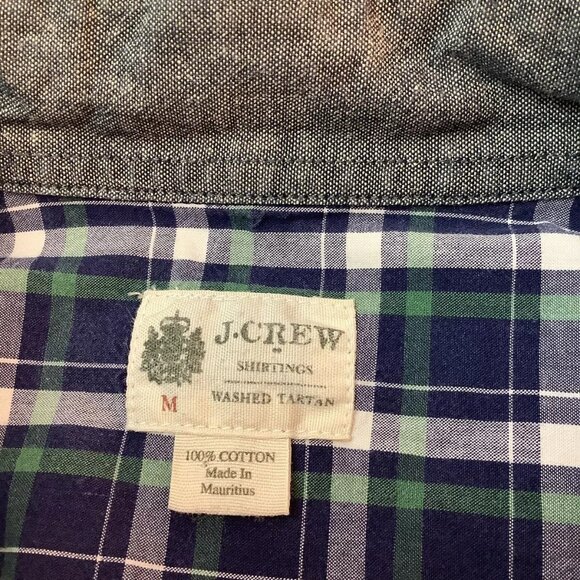 J.CREW
SHIRTINGS
M WASHED TARTAN
100% COTTON
Made In
Mauritius